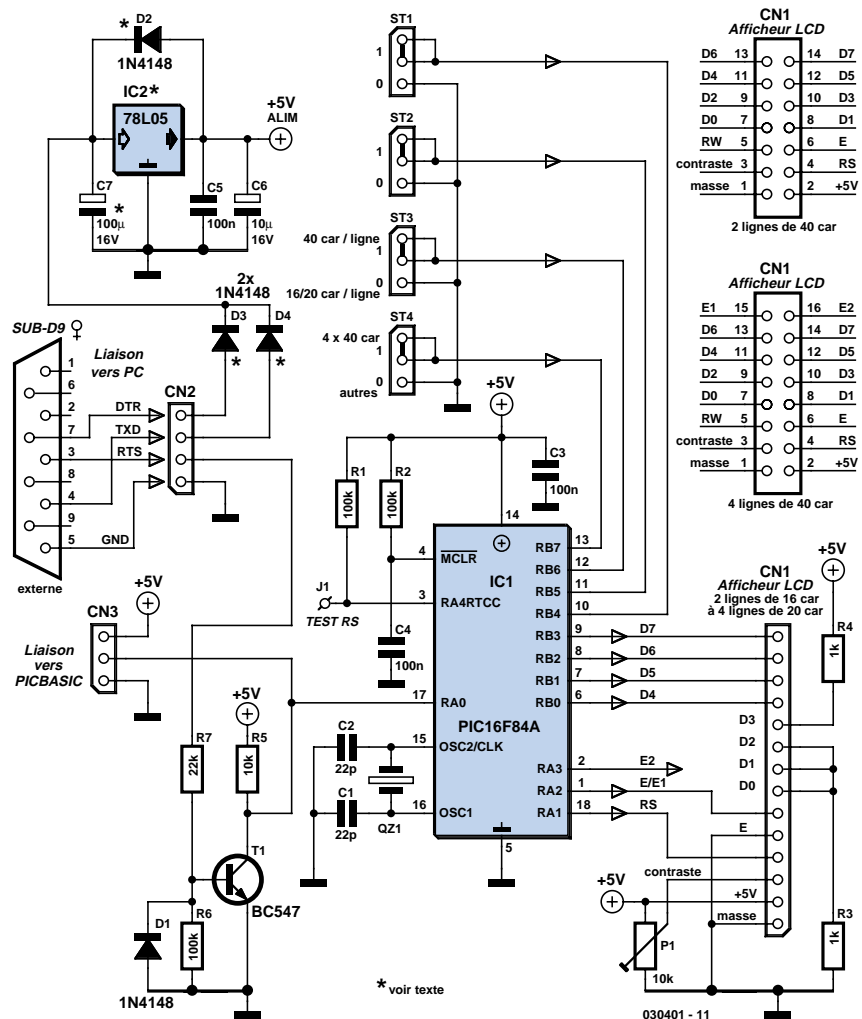 D2
*
1N4148
IC2*
78L05
+5V
ALIM
C7
*
100µ
16V
C5
100n
C6
10µ
16V
2x
1N4148
D3
D4
*
*
SUB-D9 ♀
Liaison
vers PC
CN2
1
6
2
7
3
8
4
9
5
DTR
TXD
RTS
GND
externe
CN3
+5V
Liaison
vers
PICBASIC
R7
22k
+5V
R5
10k
T1
BC547
D1
1N4148
R6
100k
* voir texte
ST1
1
0
ST2
1
0
ST3
40 car / ligne
1
0
16/20 car / ligne
ST4
4 x 40 car
1
0
autres
+5V
R1
100k
R2
100k
C3
100n
J1
TEST RS
C4
100n
C2
22p
C1
22p
QZ1
14
4
MCLR
3
RA4RTCC
17
RA0
15
OSC2/CLK
16
OSC1
5
IC1
PIC16F84A
RB7
13
RB6
12
RB5
11
RB4
10
RB3
9
D7
RB2
8
D6
RB1
7
D5
RB0
6
D4
RA3
2
E2
RA2
1
E/E1
RA1
18
RS
CN1
Afficheur LCD
D6 13 14 D7
D4 11 12 D5
D2 9 10 D3
D0 7 8 D1
RW 5 6 E
contraste 3 4 RS
masse 1 2 +5V
2 lignes de 40 car
CN1
Afficheur LCD
E1 15 16 E2
D6 13 14 D7
D4 11 12 D5
D2 9 10 D3
D0 7 8 D1
RW 5 6 E
contraste 3 4 RS
masse 1 2 +5V
4 lignes de 40 car
CN1
Afficheur LCD
2 lignes de 16 car
à 4 lignes de 20 car
+5V
R4
1k
D3
D2
D1
D0
E
contraste
+5V
+5V
masse
P1
10k
R3
1k
030401 - 11